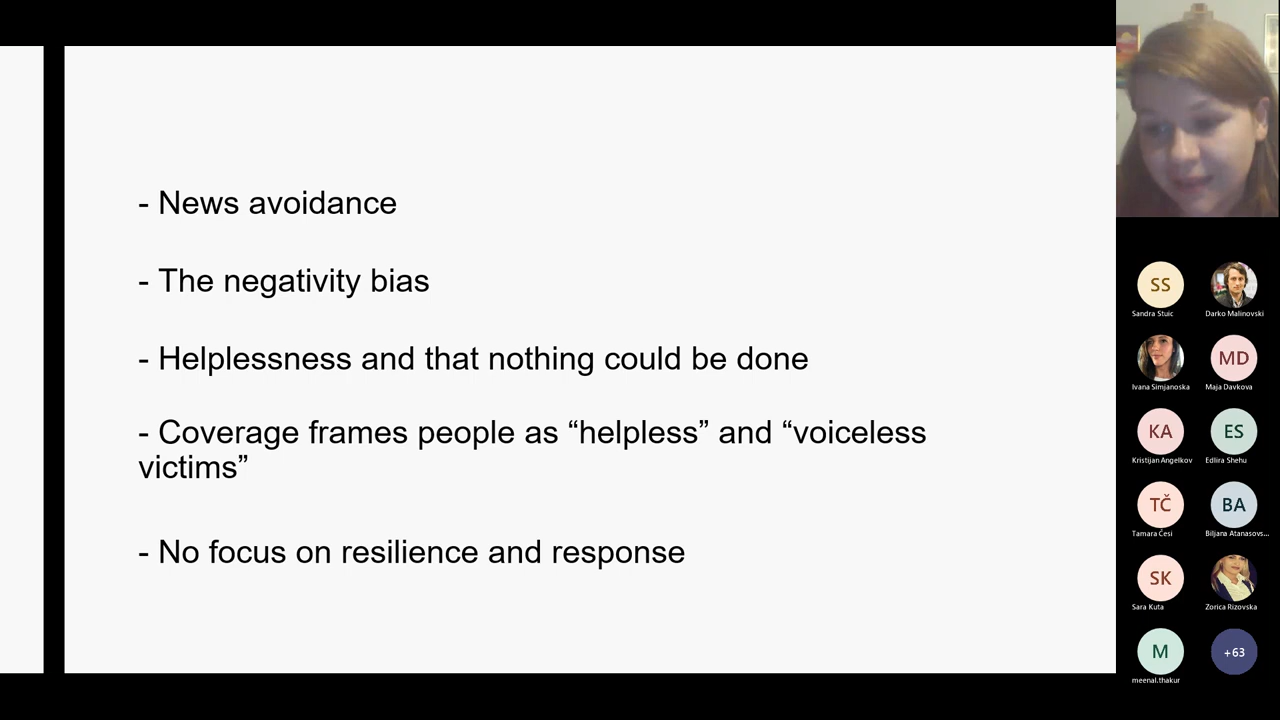 - News avoidance
- The negativity bias
- Helplessness and that nothing could be done
- Coverage frames people as “helpless” and “voiceless
victims”
- No focus on resilience and response
SS
Sandra Stuic
Darko Malinovski
Ivana Simjanoska
MD
Maja Davkova
KA
Kristijan Angelkov
ES
Edlira Shehu
TČ
Tamara Česi
BA
Biljana Atanasovs...
SK
Sara Kuta
Zorica Rizovska
M
meenal.thakur
+63